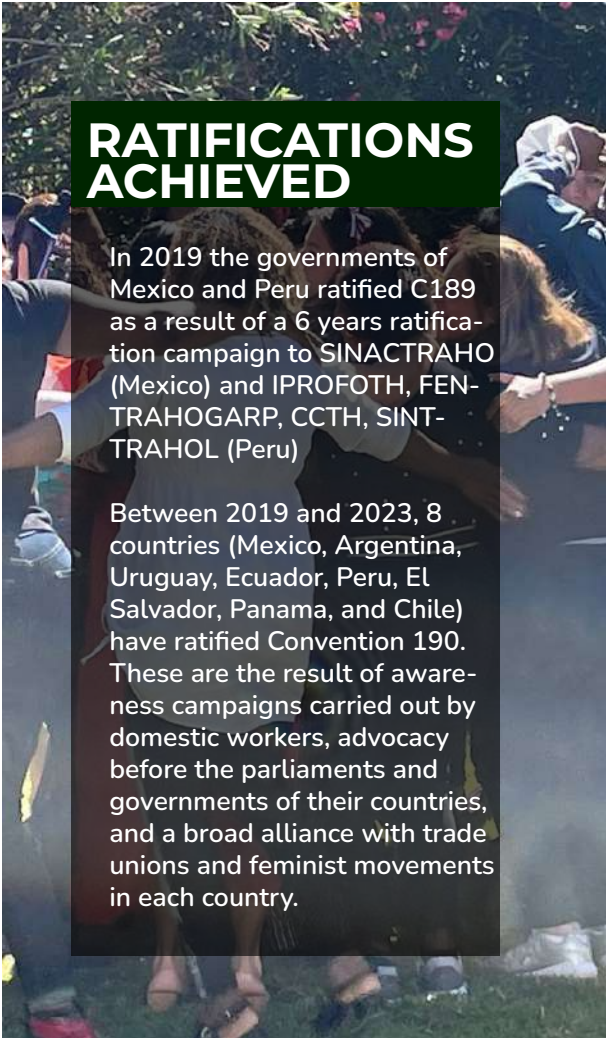 RATIFICATIONS
ACHIEVED
In 2019 the governments of
Mexico and Peru ratified C189
as a result of a 6 years ratifica-
tion campaign to SINACTRAHO
(Mexico) and IPROFOTH, FEN-
TRAHOGARP, CCTH, SINT-
TRAHOL (Peru)
Between 2019 and 2023, 8
countries (Mexico, Argentina,
Uruguay, Ecuador, Peru, El
Salvador, Panama, and Chile)
have ratified Convention 190.
These are the result of aware-
ness campaigns carried out by
domestic workers, advocacy
before the parliaments and
governments of their countries,
and a broad alliance with trade
unions and feminist movements
in each country.